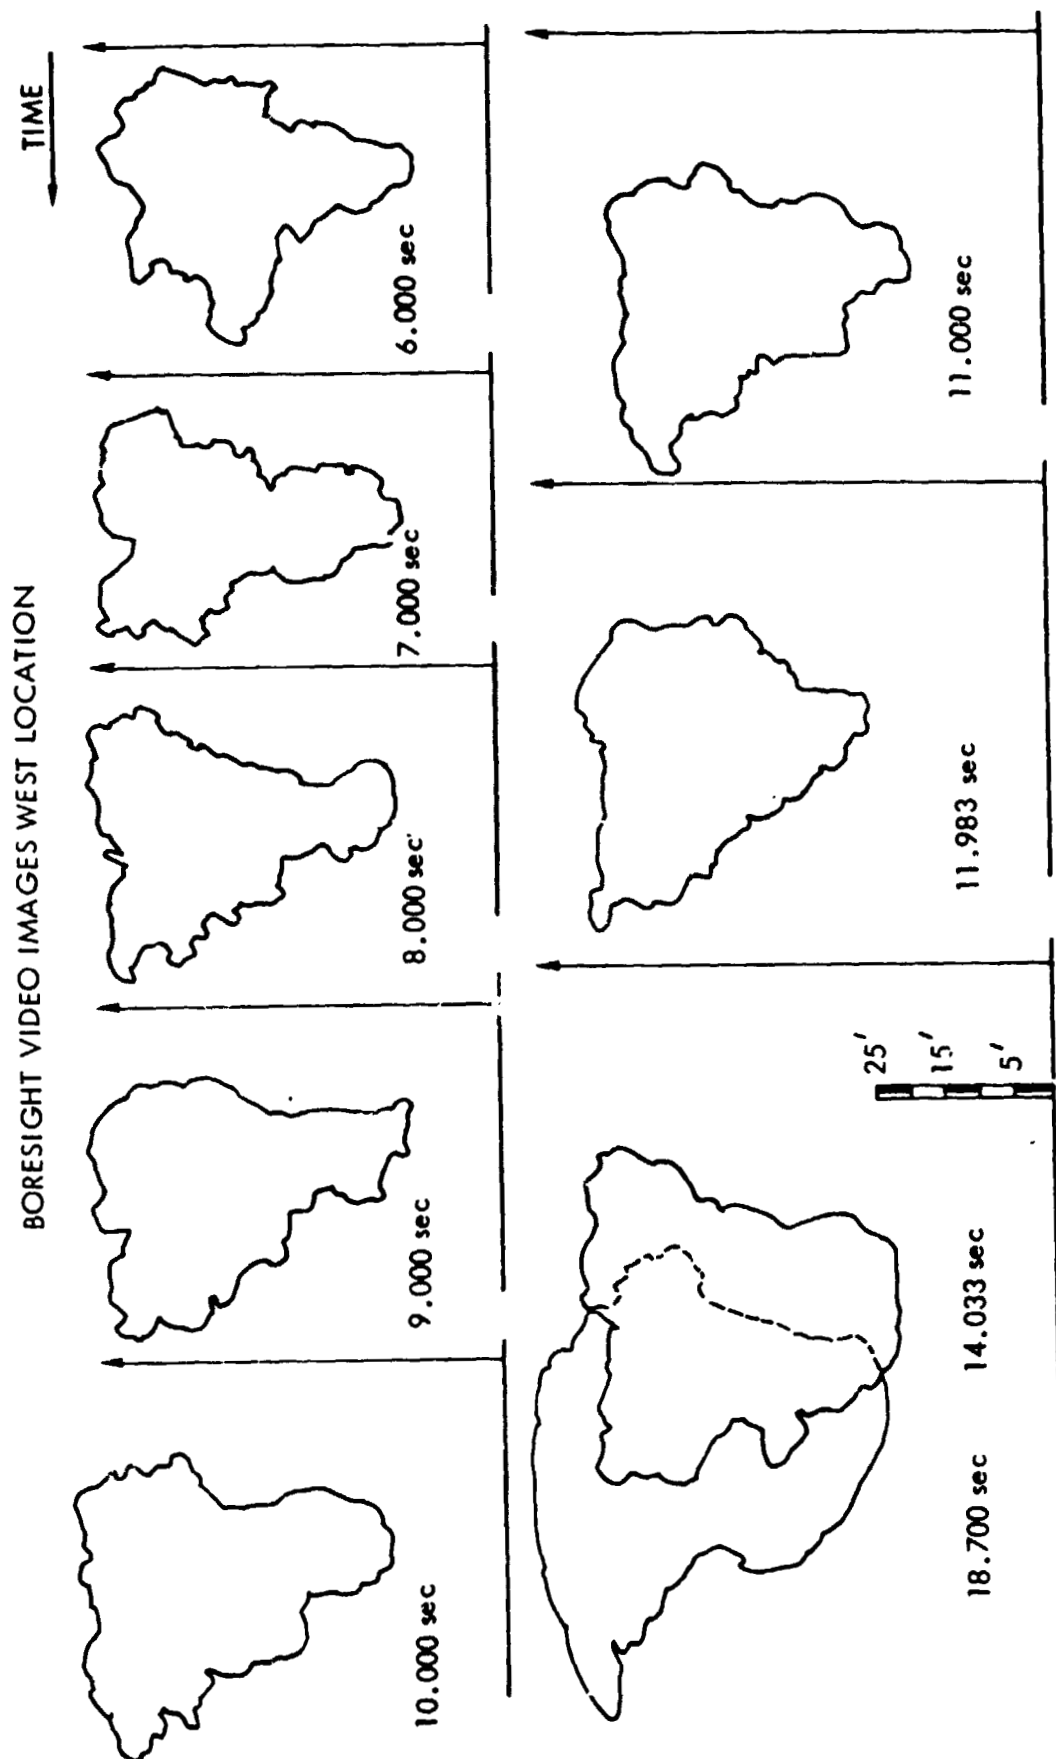 BORESIGHT VIDEO IMAGES WEST LOCATION
TIME
6.000 sec
7.000 sec
8.000 sec
9.000 sec
10.000 sec
11.000 sec
11.983 sec
14.033 sec
18.700 sec
25'
15'
5'